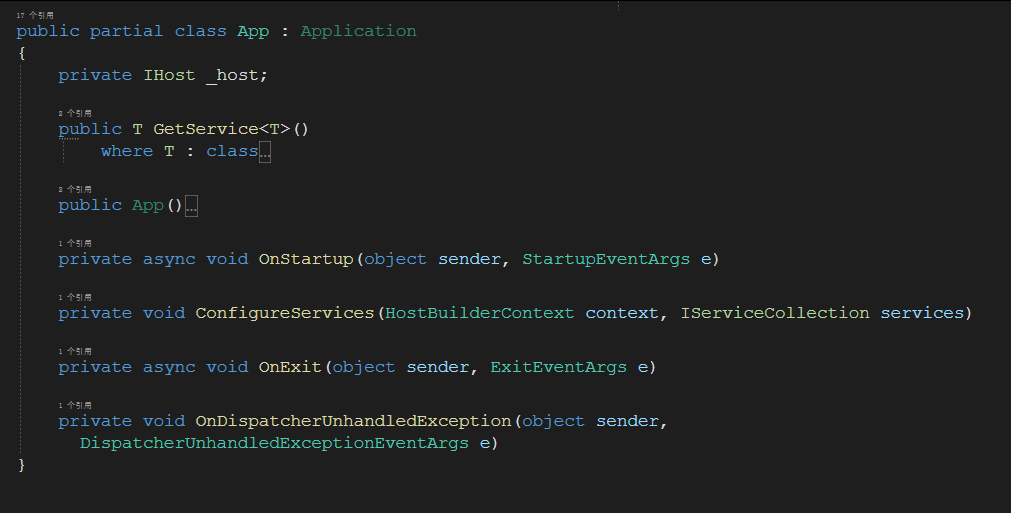 17 个引用
public partial class App : Application
{
private IHost _host;
8 个引用
public T GetService<T>()
where T : class...
8 个引用
public App()...
1 个引用
private async void OnStartup(object sender, StartupEventArgs e)
1 个引用
private void ConfigureServices(HostBuilderContext context, IServiceCollection services)
1 个引用
private async void OnExit(object sender, ExitEventArgs e)
1 个引用
private void OnDispatcherUnhandledException(object sender,
DispatcherUnhandledExceptionEventArgs e)
}